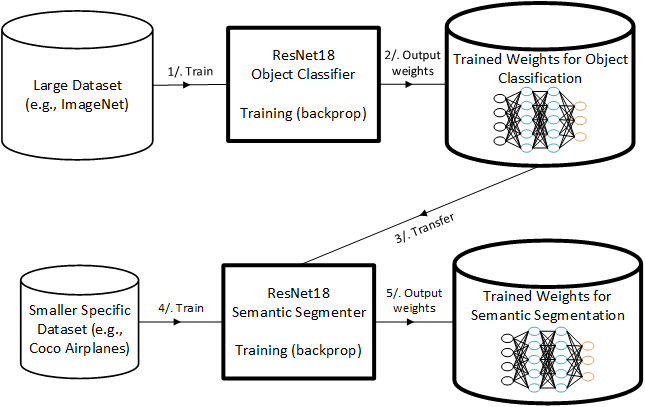 Large Dataset
(e.g., ImageNet)
1/. Train
ResNet18
Object Classifier
Training (backprop)
2/. Output
weights
Trained Weights for Object
Classification
3/. Transfer
Smaller Specific
Dataset (e.g.,
Coco Airplanes)
4/. Train
ResNet18
Semantic Segmenter
Training (backprop)
5/. Output
weights
Trained Weights for
Semantic Segmentation